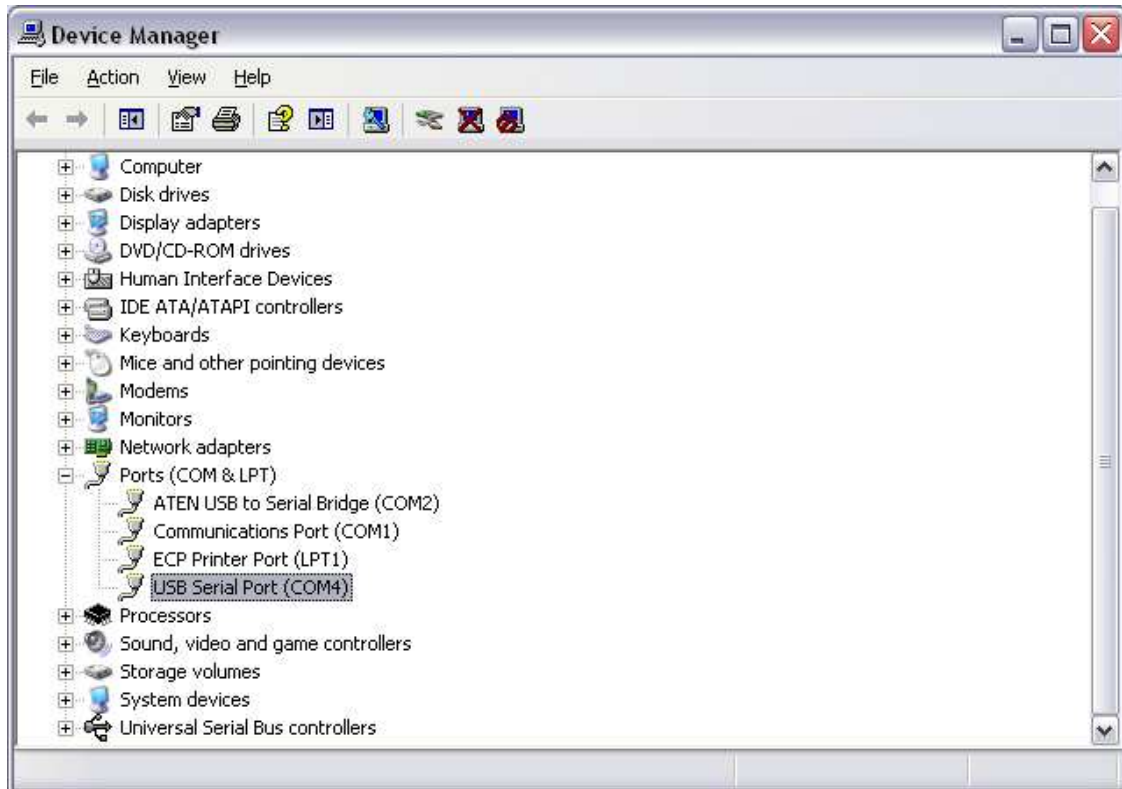 Device Manager
File Action View Help
Computer
Disk drives
Display adapters
DVD/CD-ROM drives
Human Interface Devices
IDE ATA/ATAPI controllers
Keyboards
Mice and other pointing devices
Modems
Monitors
Network adapters
Ports (COM & LPT)
ATEN USB to Serial Bridge (COM2)
Communications Port (COM1)
ECP Printer Port (LPT1)
USB Serial Port (COM4)
Processors
Sound, video and game controllers
Storage volumes
System devices
Universal Serial Bus controllers